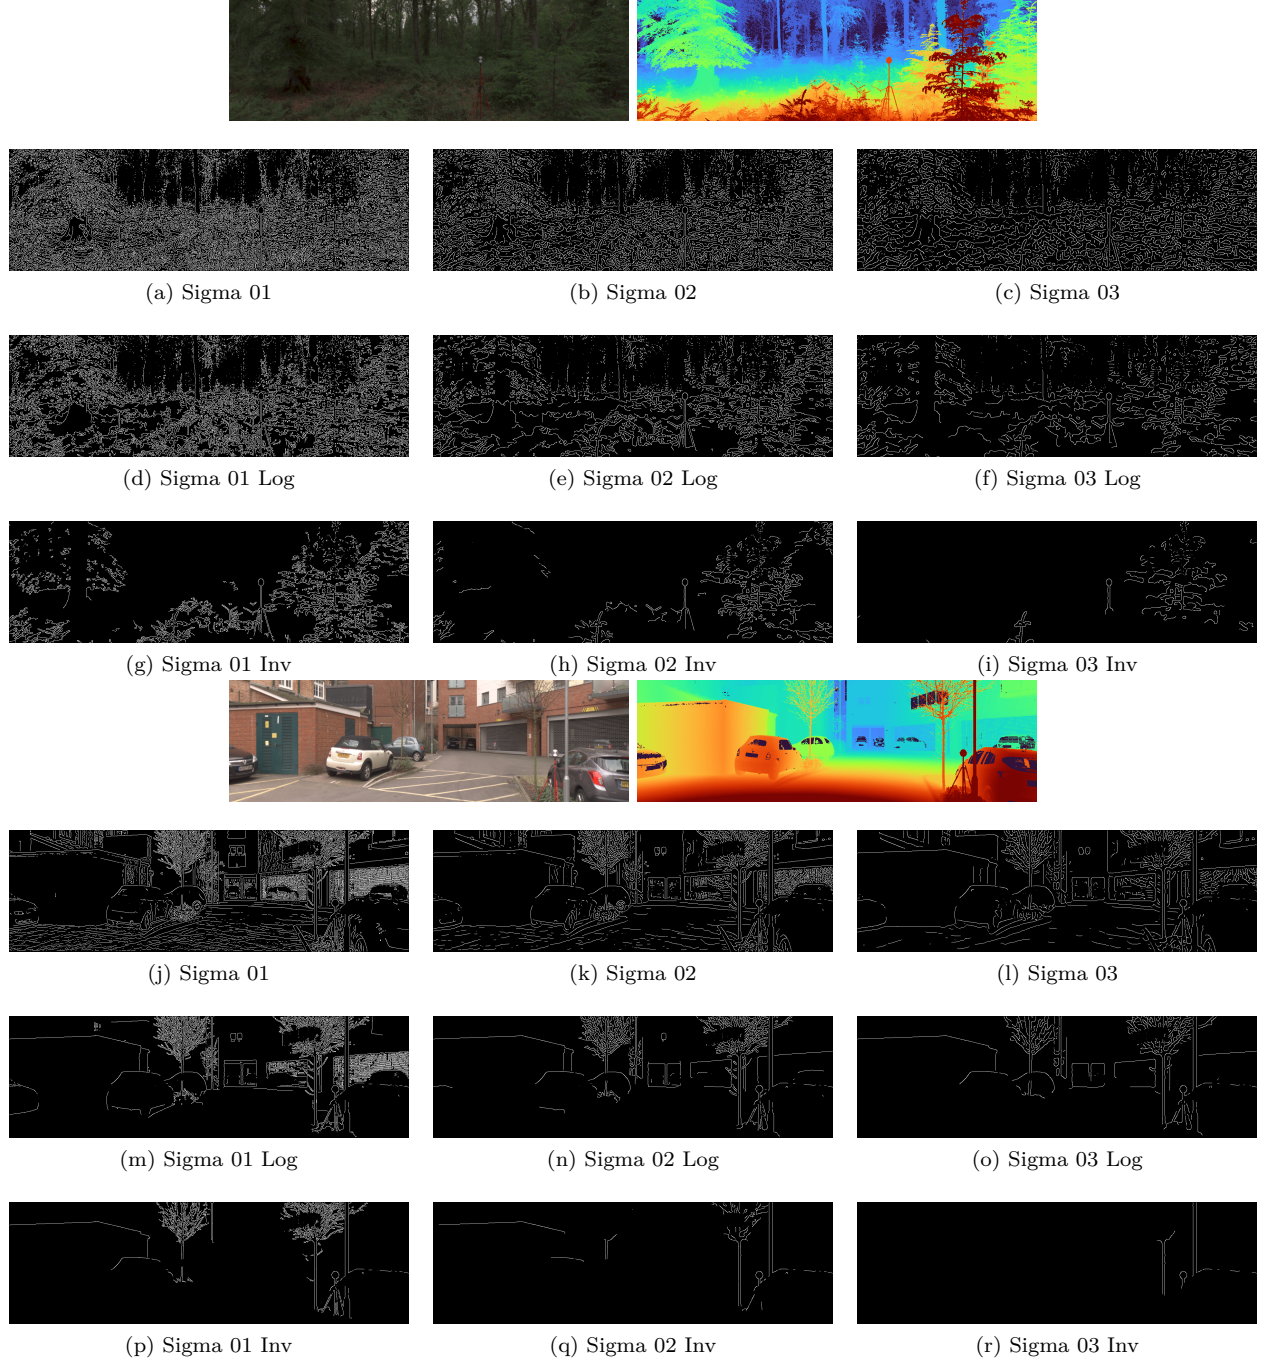 (a) Sigma 01
(b) Sigma 02
(c) Sigma 03
(d) Sigma 01 Log
(e) Sigma 02 Log
(f) Sigma 03 Log
(g) Sigma 01 Inv
(h) Sigma 02 Inv
(i) Sigma 03 Inv
(j) Sigma 01
(k) Sigma 02
(l) Sigma 03
(m) Sigma 01 Log
(n) Sigma 02 Log
(o) Sigma 03 Log
(p) Sigma 01 Inv
(q) Sigma 02 Inv
(r) Sigma 03 Inv